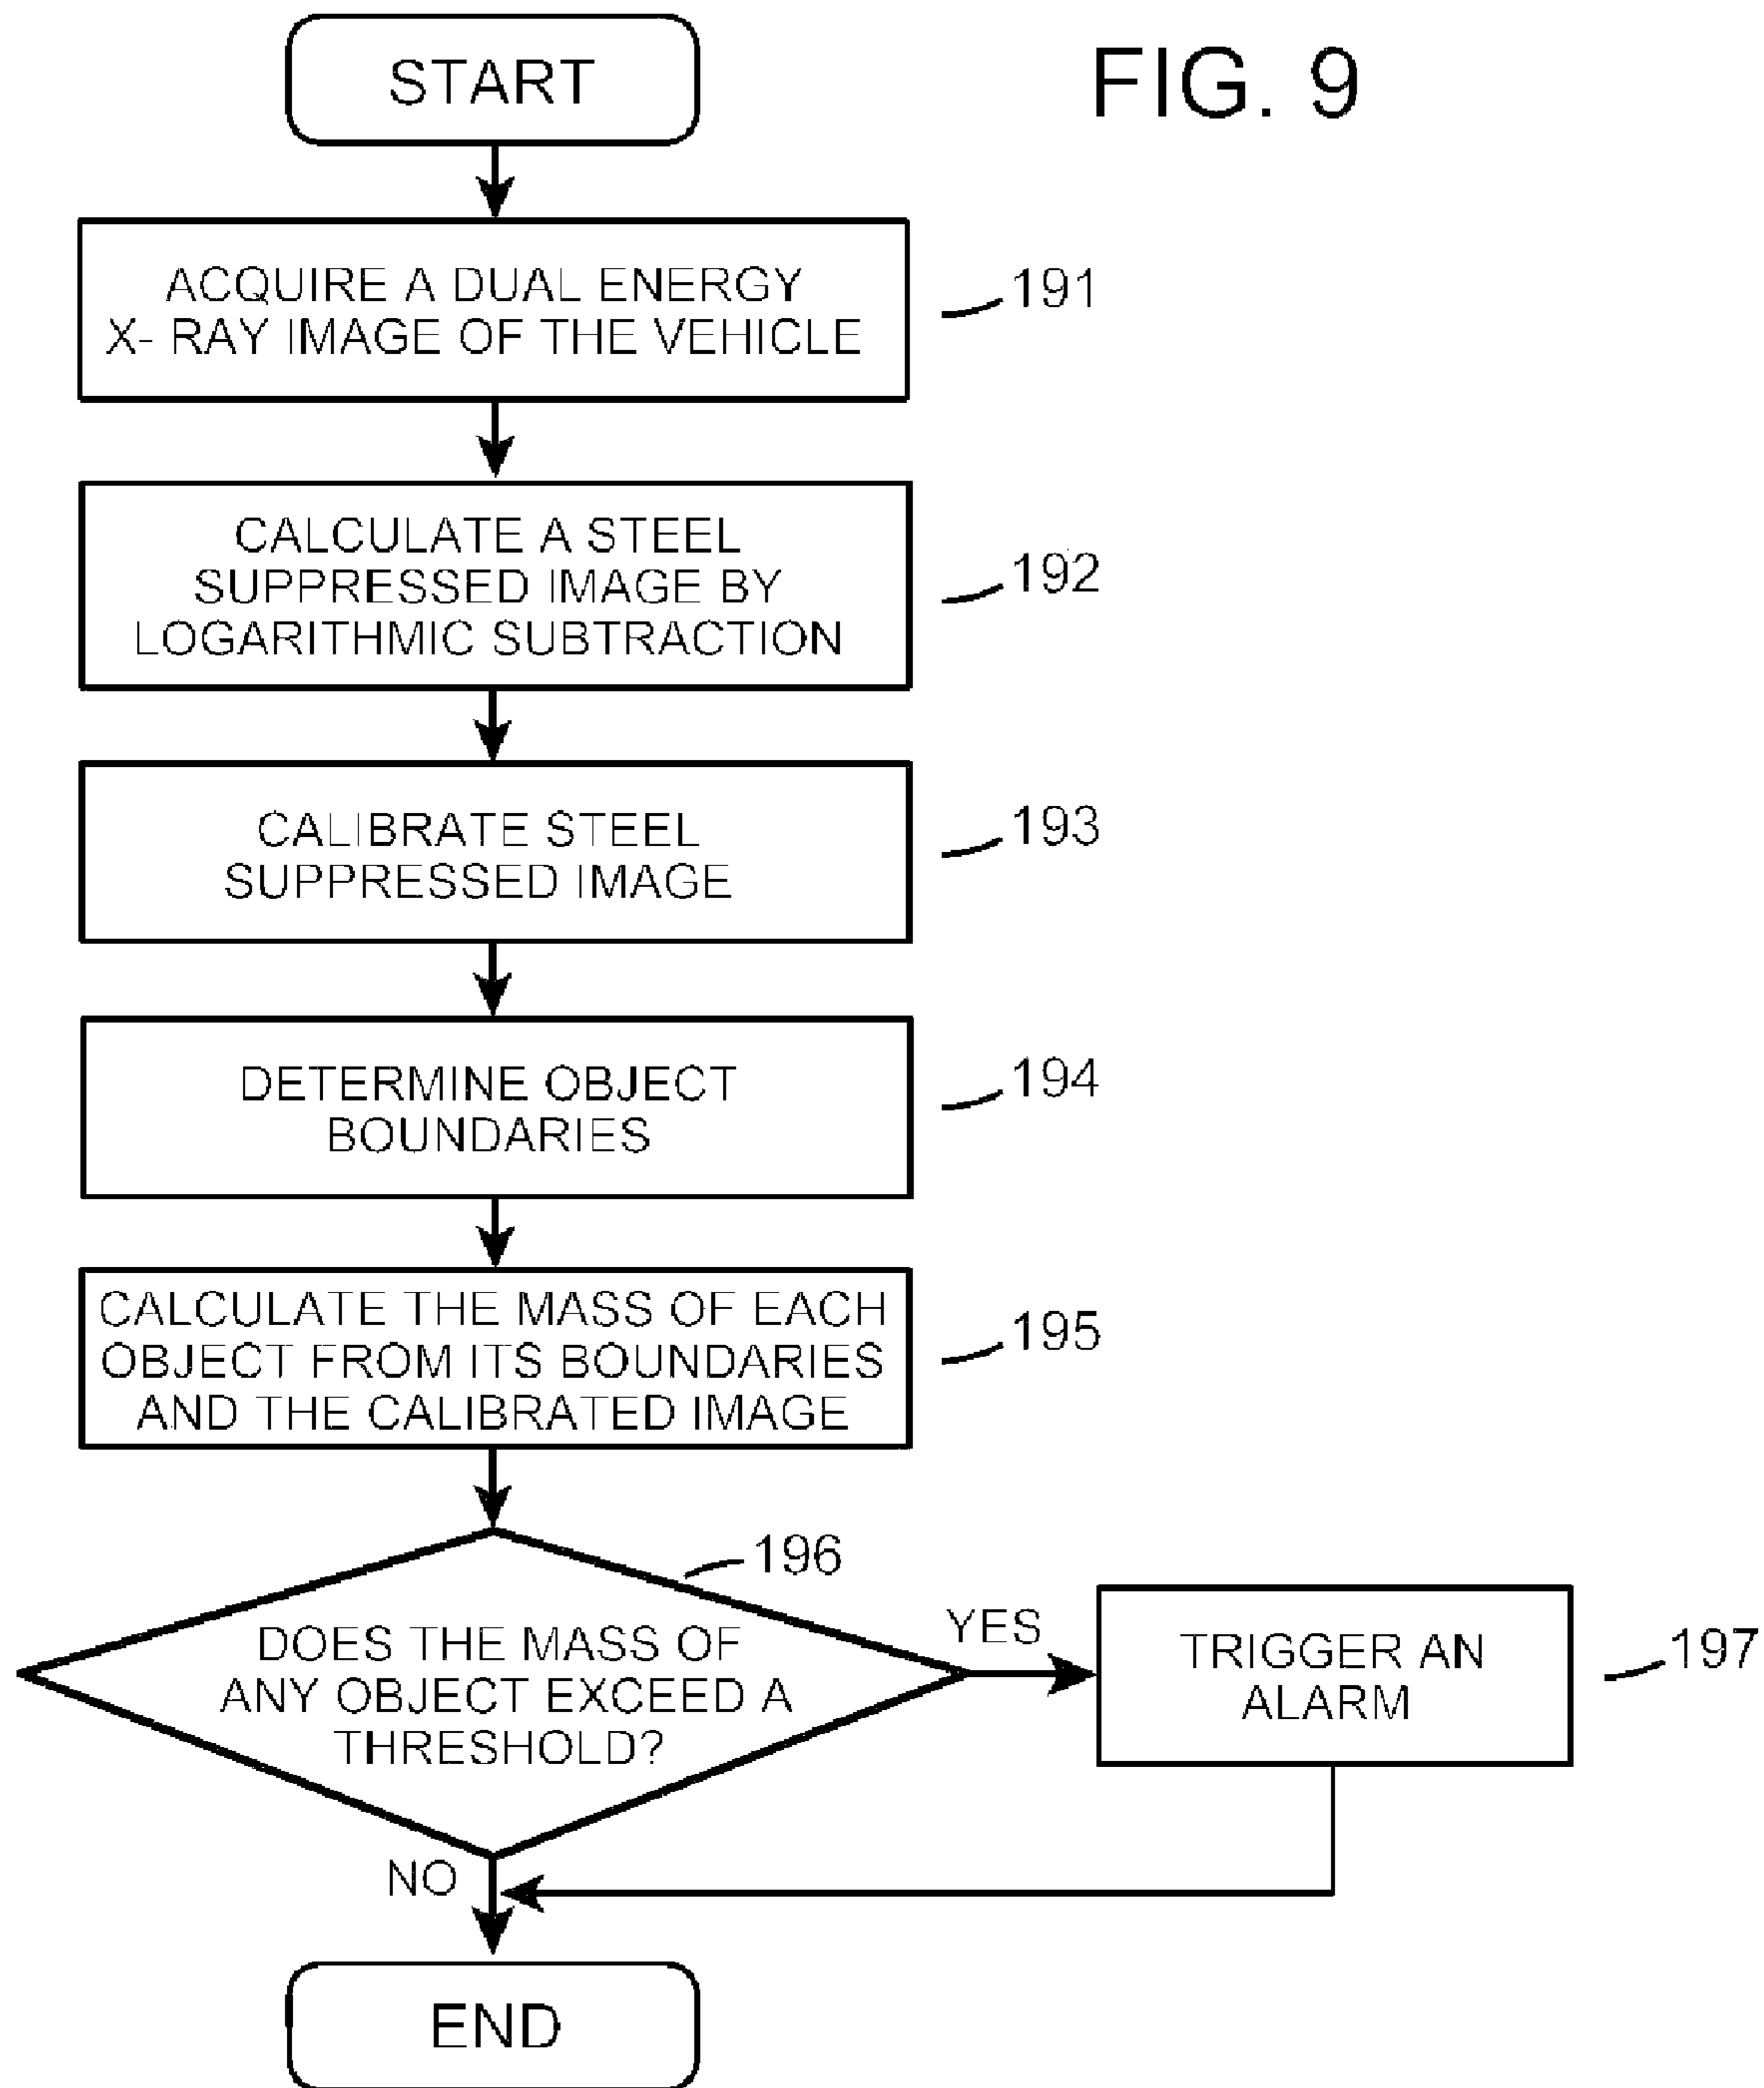 START
FIG. 9
ACQUIRE A DUAL ENERGY
X- RAY IMAGE OF THE VEHICLE
191
CALCULATE A STEEL
SUPPRESSED IMAGE BY
LOGARITHMIC SUBTRACTION
192
CALIBRATE STEEL
SUPPRESSED IMAGE
193
DETERMINE OBJECT
BOUNDARIES
194
CALCULATE THE MASS OF EACH
OBJECT FROM ITS BOUNDARIES
AND THE CALIBRATED IMAGE
195
196
DOES THE MASS OF
ANY OBJECT EXCEED A
THRESHOLD?
YES
TRIGGER AN
ALARM
197
NO
END